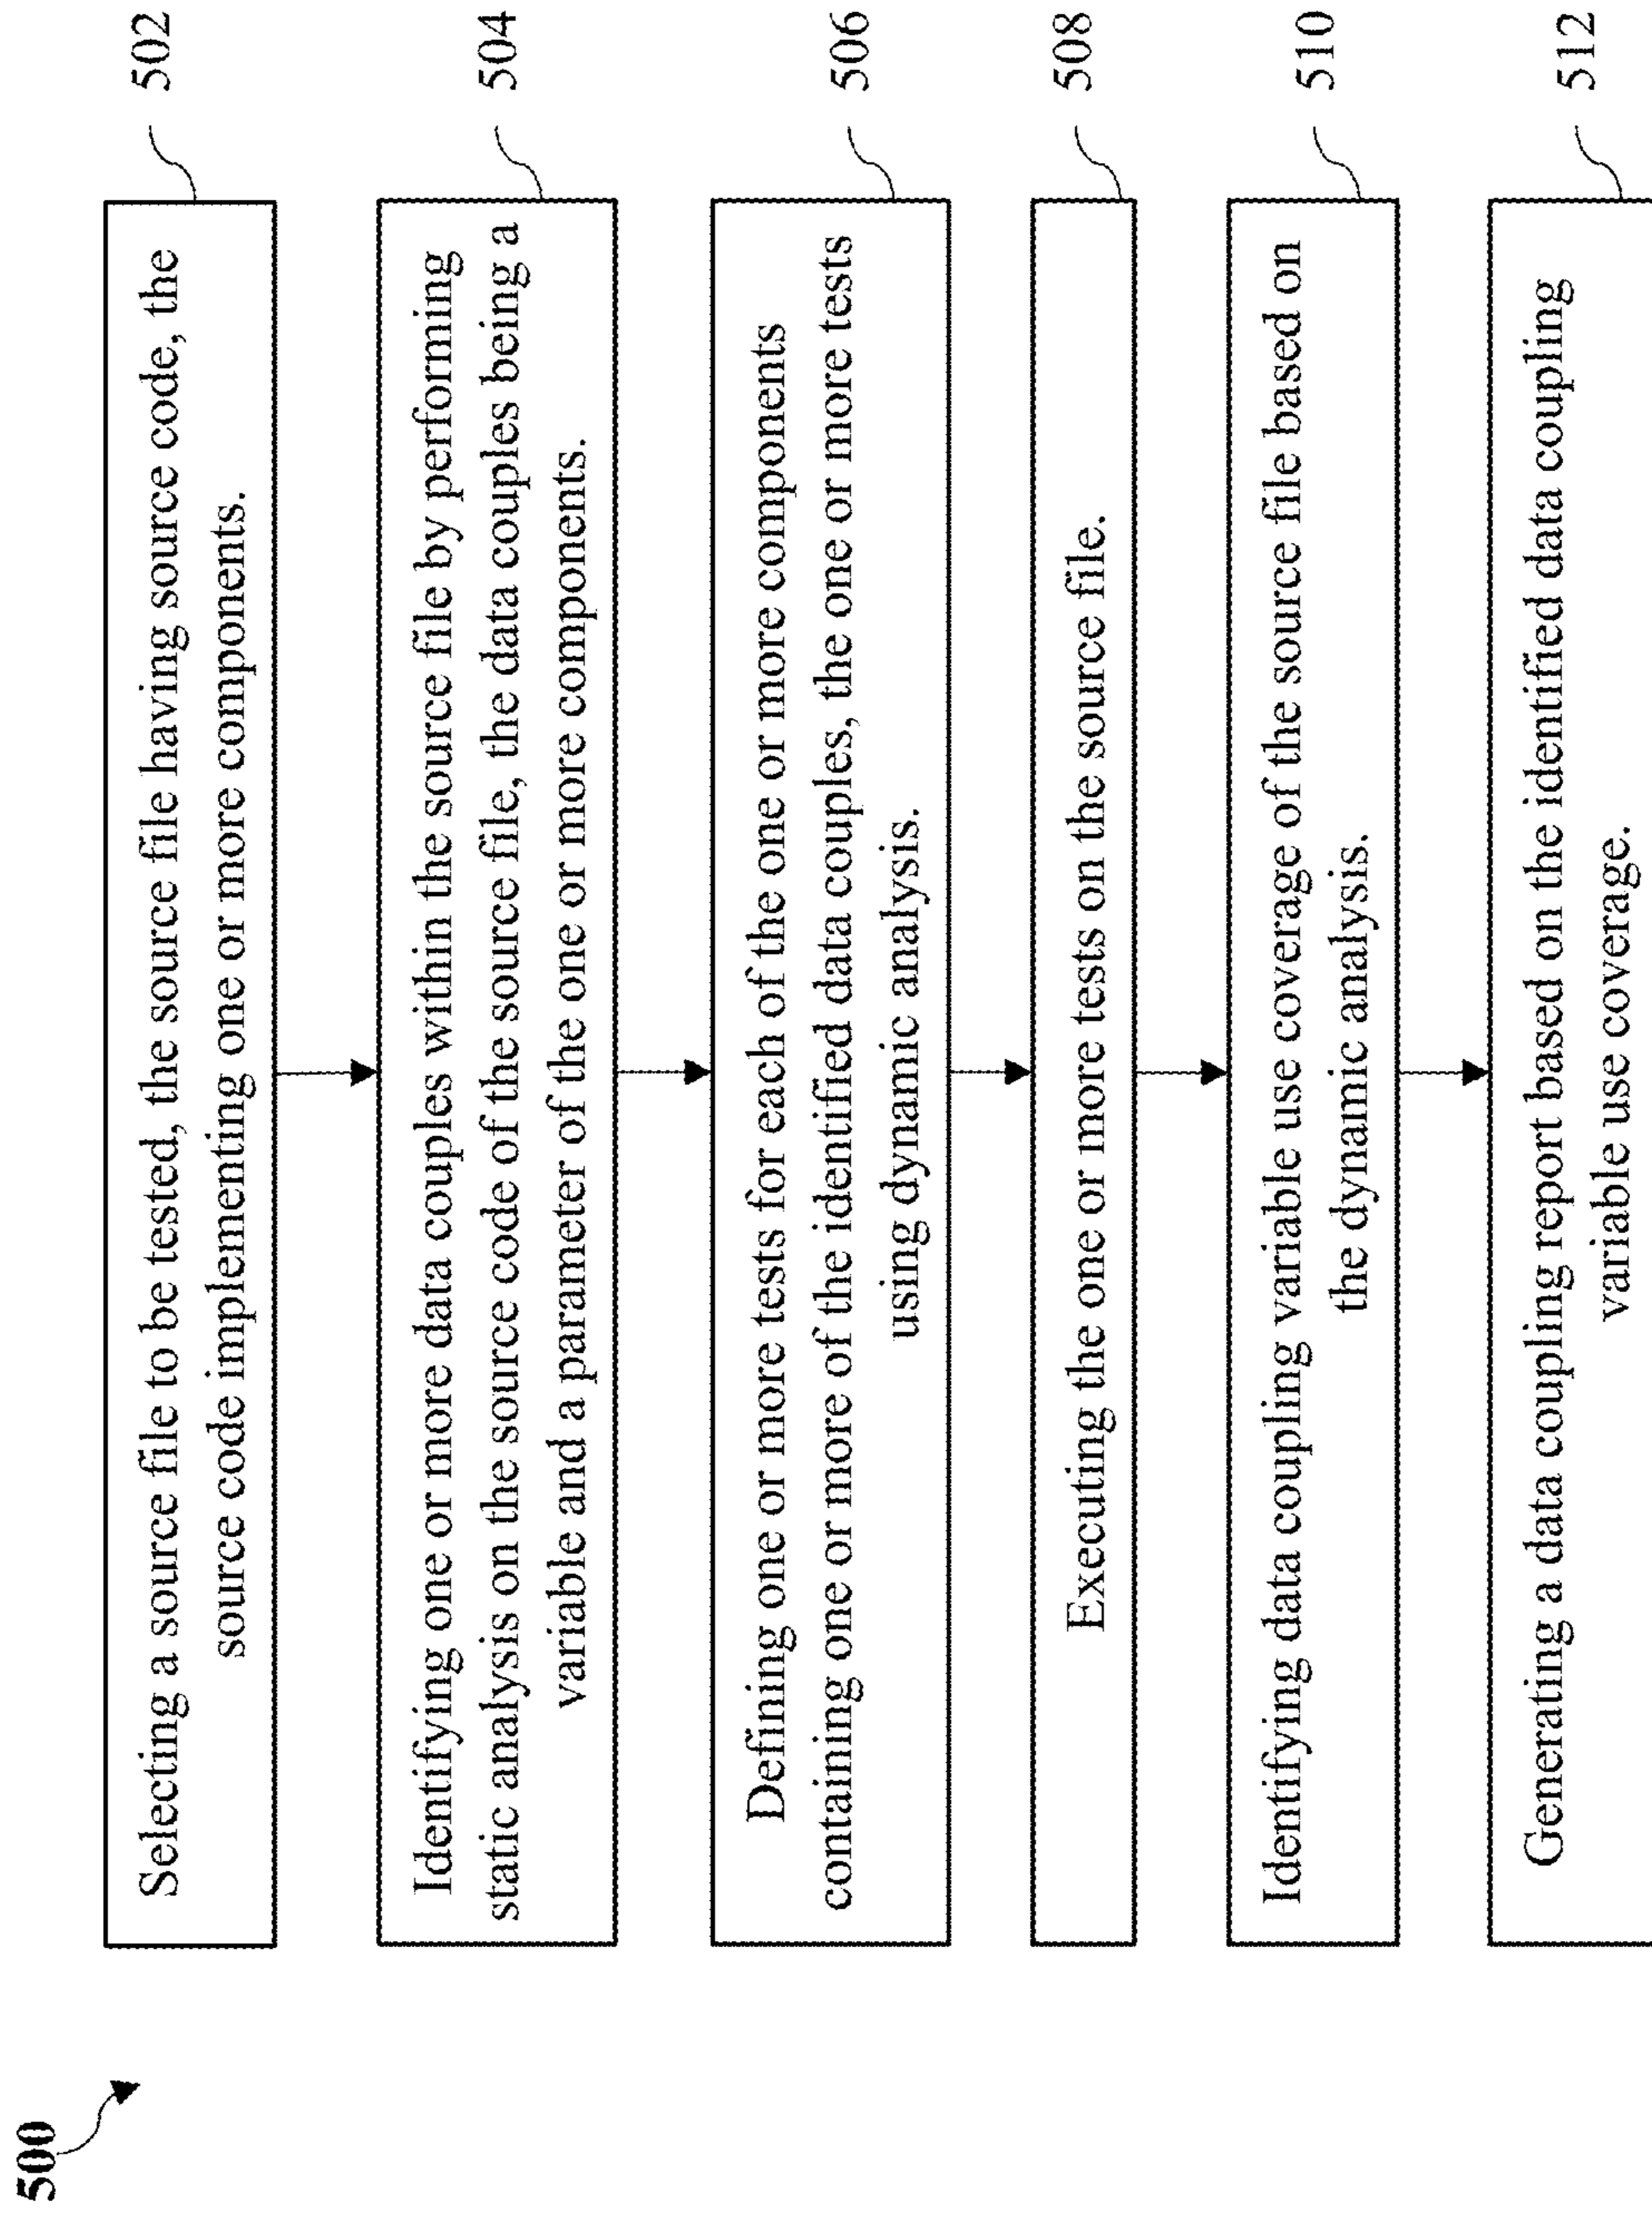 500
Selecting a source file to be tested, the source file having source code, the
source code implementing one or more components.
502
Identifying one or more data couples within the source file by performing
static analysis on the source code of the source file, the data couples being a
variable and a parameter of the one or more components.
504
Defining one or more tests for each of the one or more components
containing one or more of the identified data couples, the one or more tests
using dynamic analysis.
506
Executing the one or more tests on the source file.
508
Identifying data coupling variable use coverage of the source file based on
the dynamic analysis.
510
Generating a data coupling report based on the identified data coupling
variable use coverage.
512